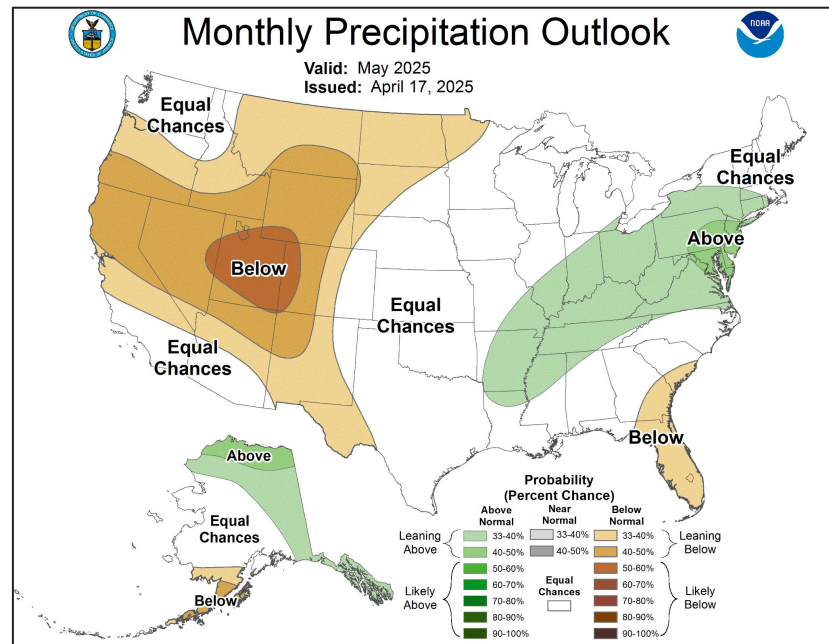 Monthly Precipitation Outlook
NOAA
Valid: May 2025
Issued: April 17, 2025
Equal
Chances
Equal
Chances
Above
Below
Equal
Chances
Equal
Chances
Below
Above
Equal
Chances
Below
Probability
(Percent Chance)
Above
Normal
Near
Normal
Below
Normal
Leaning
Above
33-40%
40-50%
33-40%
40-50%
33-40%
40-50%
Leaning
Below
Likely
Above
50-60%
60-70%
70-80%
80-90%
90-100%
Equal
Chances
50-60%
60-70%
70-80%
80-90%
90-100%
Likely
Below